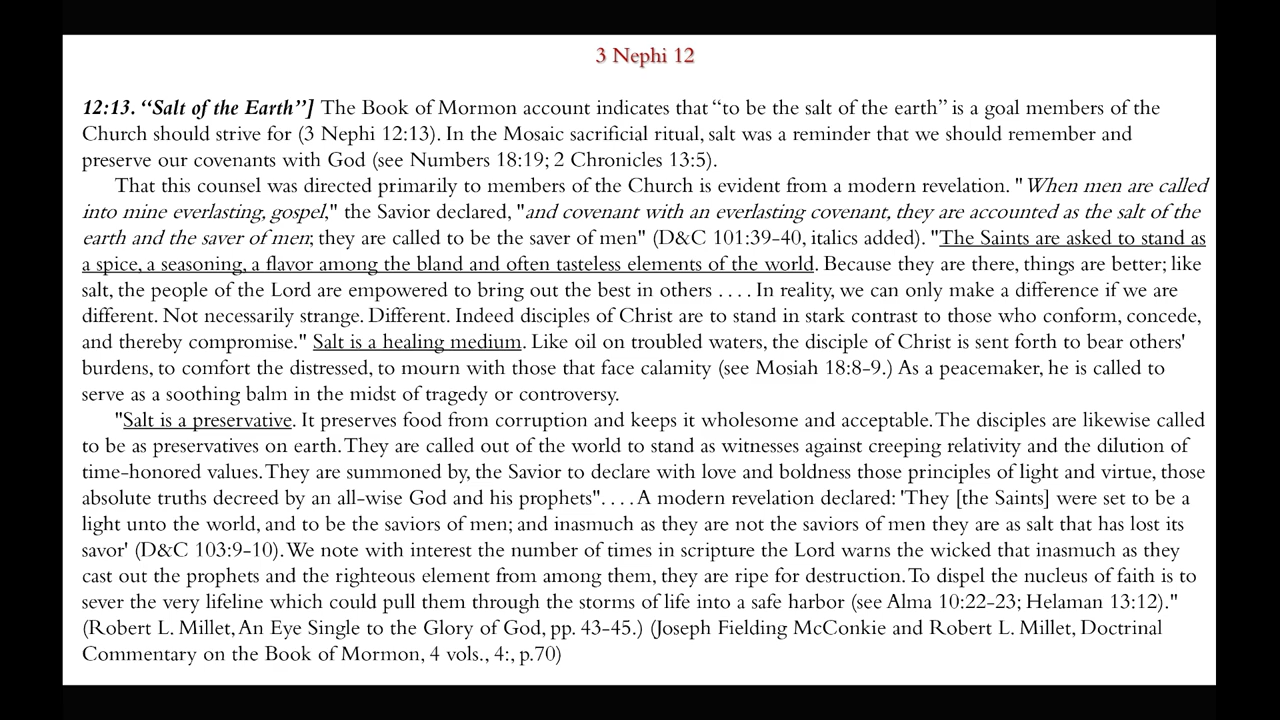 3 Nephi 12
12:13. “Salt of the Earth”] The Book of Mormon account indicates that “to be the salt of the earth” is a goal members of the
Church should strive for (3 Nephi 12:13). In the Mosaic sacrificial ritual, salt was a reminder that we should remember and
preserve our covenants with God (see Numbers 18:19; 2 Chronicles 13:5).
That this counsel was directed primarily to members of the Church is evident from a modern revelation. "When men are called
into mine everlasting, gospel," the Savior declared, "and covenant with an everlasting covenant, they are accounted as the salt of the
earth and the saver of men; they are called to be the saver of men" (D&C 101:39-40, italics added). "The Saints are asked to stand as
a spice, a seasoning, a flavor among the bland and often tasteless elements of the world. Because they are there, things are better; like
salt, the people of the Lord are empowered to bring out the best in others . . . . In reality, we can only make a difference if we are
different. Not necessarily strange. Different. Indeed disciples of Christ are to stand in stark contrast to those who conform, concede,
and thereby compromise." Salt is a healing medium. Like oil on troubled waters, the disciple of Christ is sent forth to bear others'
burdens, to comfort the distressed, to mourn with those that face calamity (see Mosiah 18:8-9.) As a peacemaker, he is called to
serve as a soothing balm in the midst of tragedy or controversy.
"Salt is a preservative. It preserves food from corruption and keeps it wholesome and acceptable. The disciples are likewise called
to be as preservatives on earth. They are called out of the world to stand as witnesses against creeping relativity and the dilution of
time-honored values. They are summoned by, the Savior to declare with love and boldness those principles of light and virtue, those
absolute truths decreed by an all-wise God and his prophets". . . . A modern revelation declared: 'They [the Saints] were set to be a
light unto the world, and to be the saviors of men; and inasmuch as they are not the saviors of men they are as salt that has lost its
savor' (D&C 103:9-10). We note with interest the number of times in scripture the Lord warns the wicked that inasmuch as they
cast out the prophets and the righteous element from among them, they are ripe for destruction. To dispel the nucleus of faith is to
sever the very lifeline which could pull them through the storms of life into a safe harbor (see Alma 10:22-23; Helaman 13:12)."
(Robert L. Millet, An Eye Single to the Glory of God, pp. 43-45.) (Joseph Fielding McConkie and Robert L. Millet, Doctrinal
Commentary on the Book of Mormon, 4 vols., 4:, p.70)